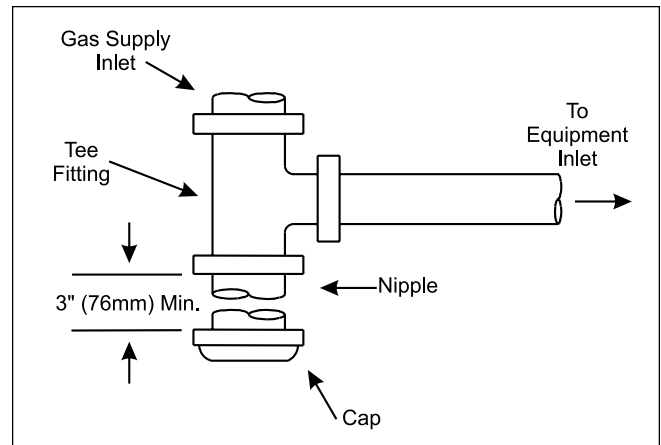 Gas Supply
Inlet
To
Equipment
Inlet
Tee
Fitting
Nipple
3" (76mm) Min.
Cap